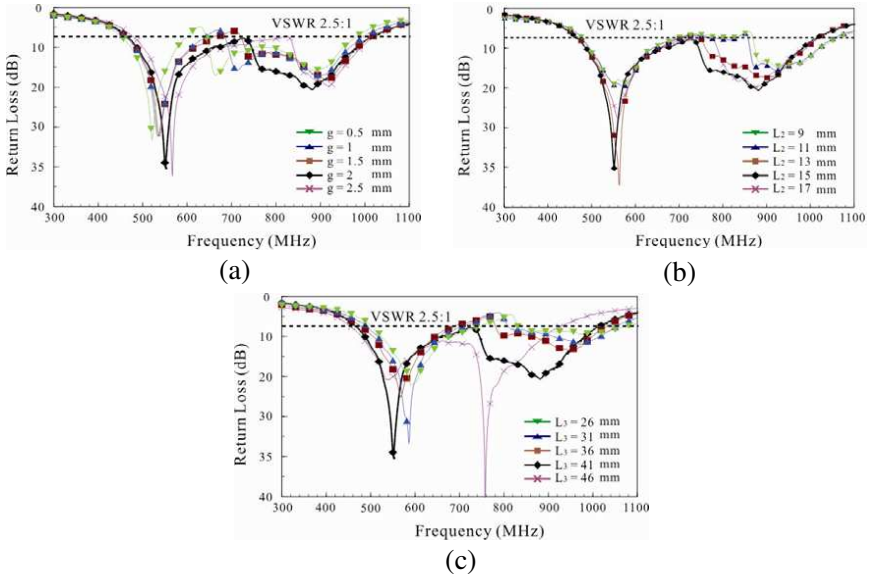 0
10
20
35
40
Return Loss (dB)
VSWR 2.5:1
g = 0.5 mm
g = 1 mm
g = 1.5 mm
g = 2 mm
g = 2.5 mm
300 400 500 600 700 800 900 1000 1100
Frequency (MHz)
(a)
0
10
20
35
40
Return Loss (dB)
VSWR 2.5:1
L2 = 9 mm
L2 = 11 mm
L2 = 13 mm
L2 = 15 mm
L2 = 17 mm
300 400 500 600 700 800 900 1000 1100
Frequency (MHz)
(b)
0
10
20
35
40
Return Loss (dB)
VSWR 2.5:1
L3 = 26 mm
L3 = 31 mm
L3 = 36 mm
L3 = 41 mm
L3 = 46 mm
300 400 500 600 700 800 900 1000 1100
Frequency (MHz)
(c)